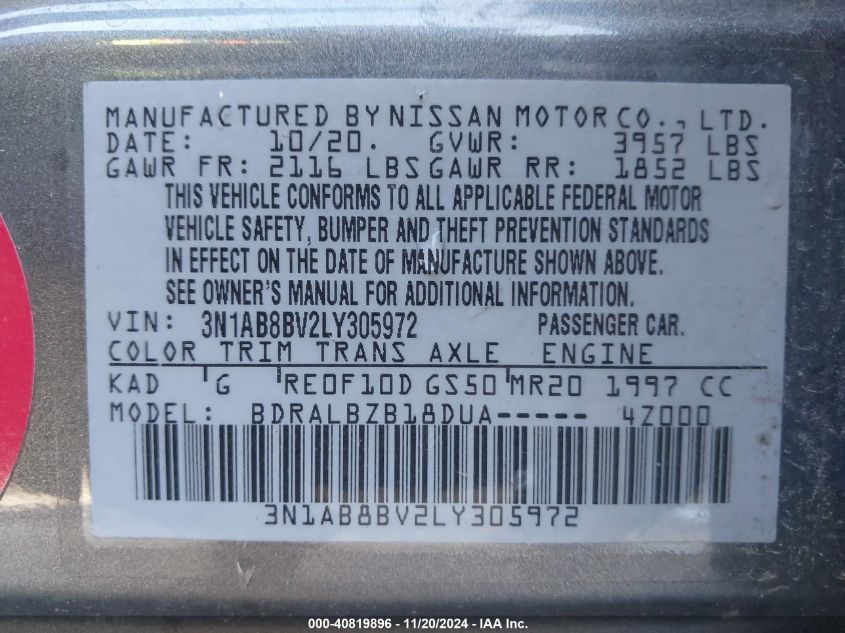 MANUFACTURED BY NISSAN MOTOR CO., LTD.
DATE: 10/20. GVWR: 3957 LBS
GAWR FR: 2116 LBS GAWR RR: 1852 LBS
THIS VEHICLE CONFORMS TO ALL APPLICABLE FEDERAL MOTOR
VEHICLE SAFETY, BUMPER AND THEFT PREVENTION STANDARDS
IN EFFECT ON THE DATE OF MANUFACTURE SHOWN ABOVE.
SEE OWNER'S MANUAL FOR ADDITIONAL INFORMATION.
VIN: 3N1AB8BV2LY305972 PASSENGER CAR.
COLOR TRIM TRANS AXLE ENGINE
KAD G RE0F10D GS50 MR20 1997 CC
MODEL: BDRALBZB18DUA----- 4Z000
3N1AB8BV2LY305972
000-40819896 - 11/20/2024 - IAA Inc.